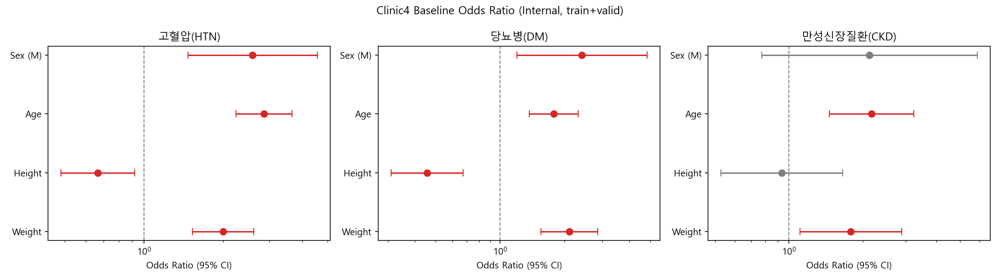 Clinic4 Baseline Odds Ratio (Internal, train+valid)
고혈압(HTN)
Sex (M)
Age
Height
Weight
10⁰
Odds Ratio (95% CI)
당뇨병(DM)
Sex (M)
Age
Height
Weight
10⁰
Odds Ratio (95% CI)
만성신장질환(CKD)
Sex (M)
Age
Height
Weight
10⁰
Odds Ratio (95% CI)